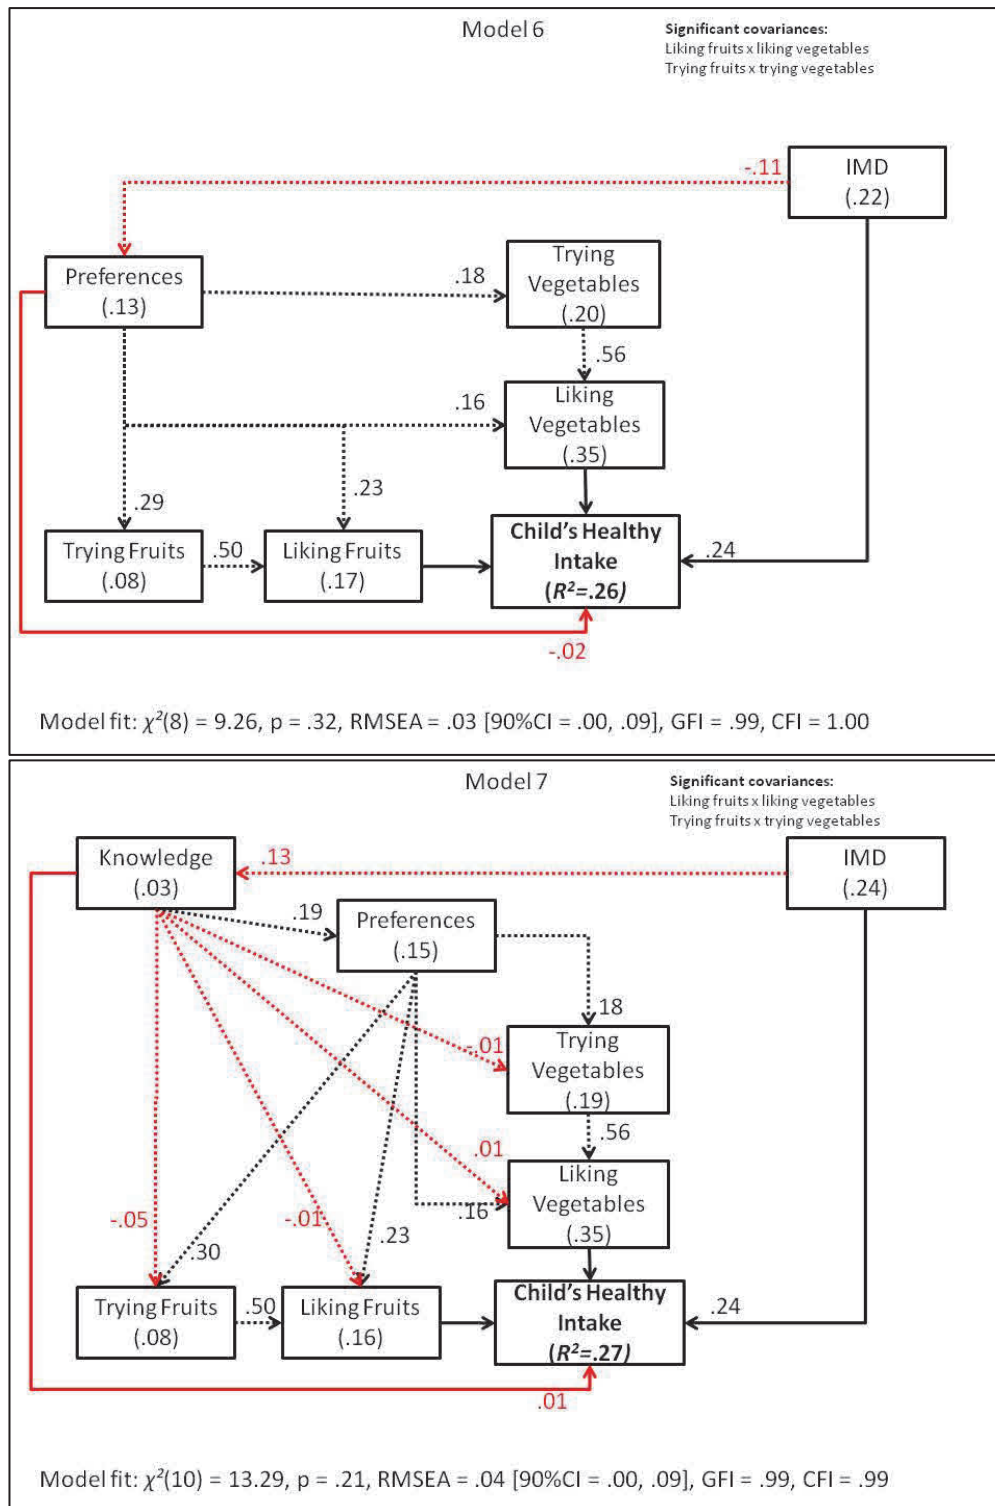 Model 6
Significant covariances:
Liking fruits x liking vegetables
Trying fruits x trying vegetables
-.11
IMD
(.22)
Preferences
(.13)
.18
Trying
Vegetables
(.20)
.56
.16
Liking
Vegetables
(.35)
.29
.23
Trying Fruits
(.08)
.50
Liking Fruits
(.17)
Child's Healthy
Intake
(R²=.26)
.24
-.02
Model fit: χ²(8) = 9.26, p = .32, RMSEA = .03 [90%CI = .00, .09], GFI = .99, CFI = 1.00
Model 7
Significant covariances:
Liking fruits x liking vegetables
Trying fruits x trying vegetables
Knowledge
(.03)
.13
IMD
(.24)
.19
Preferences
(.15)
18
-.01
Trying
Vegetables
(.19)
.56
.01
Liking
Vegetables
(.35)
.16
-.05
-.01
.30
.23
Trying Fruits
(.08)
.50
Liking Fruits
(.16)
Child's Healthy
Intake
(R²=.27)
.24
.01
Model fit: χ²(10) = 13.29, p = .21, RMSEA = .04 [90%CI = .00, .09], GFI = .99, CFI = .99